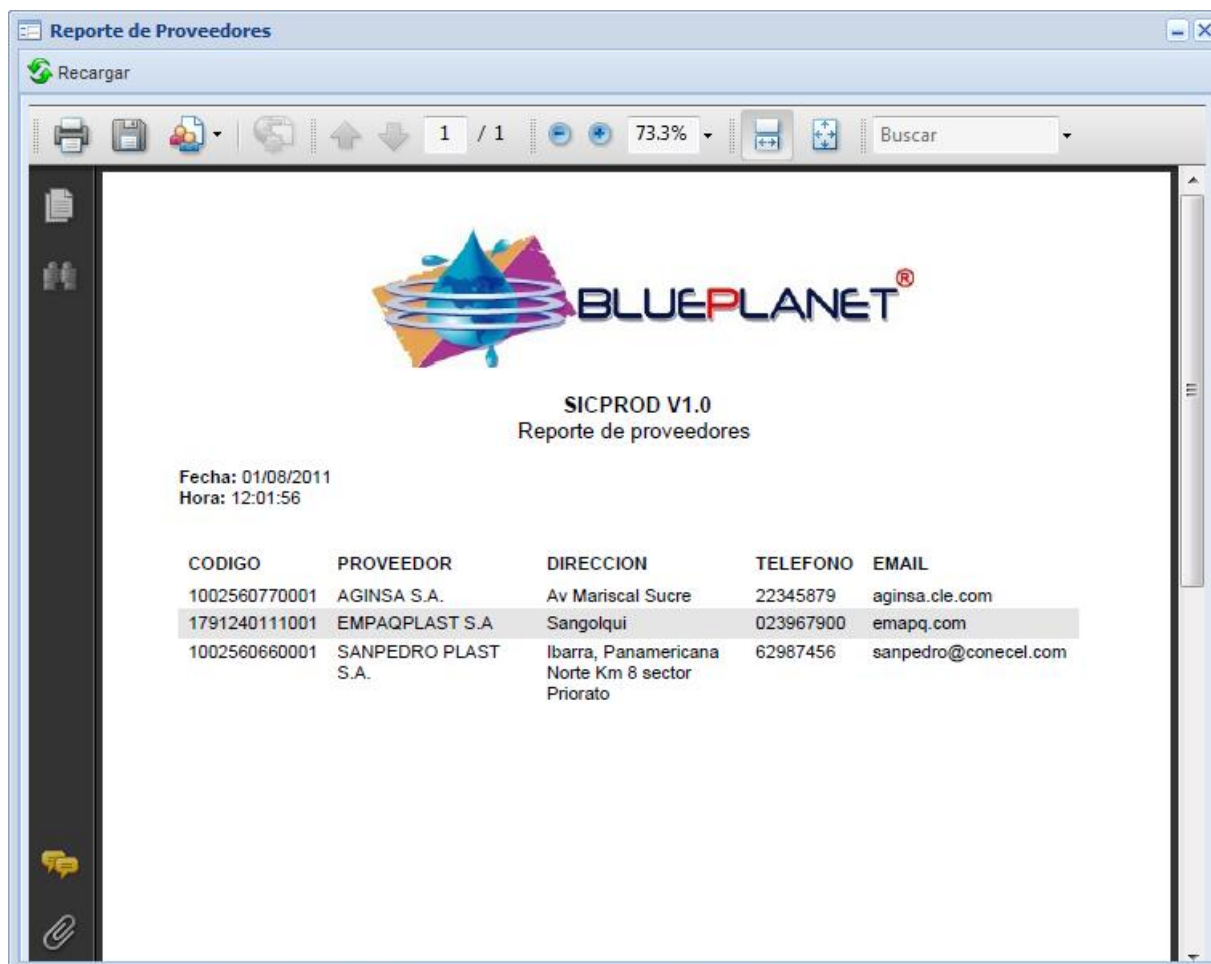 Reporte de Proveedores
Recargar
1 / 1 73.3% Buscar
BLUEPLANET®
SICPROD V1.0
Reporte de proveedores
Fecha: 01/08/2011
Hora: 12:01:56
CODIGO PROVEEDOR DIRECCION TELEFONO EMAIL
1002560770001 AGINSA S.A. Av Mariscal Sucre 22345879 aginsa.cle.com
1791240111001 EMPAQPLAST S.A Sangolqui 023967900 emapq.com
1002560660001 SANPEDRO PLAST Ibarra, Panamericana 62987456 sanpedro@conecel.com
S.A. Norte Km 8 sector
Priorato